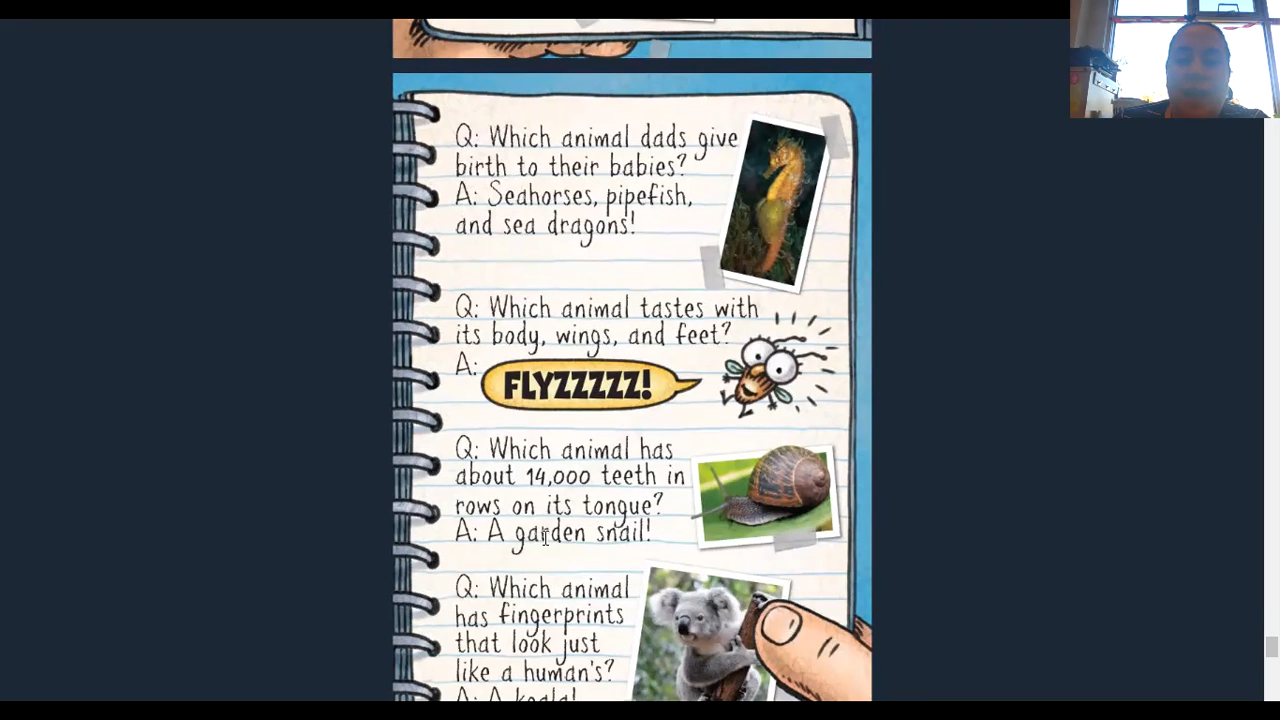 Q: Which animal dads give
birth to their babies?
A: Seahorses, pipefish,
and sea dragons!
Q: Which animal tastes with
its body, wings, and feet?
A:
FLYZZZZZ!
Q: Which animal has
about 14,000 teeth in
rows on its tongue?
A: A garden snail!
Q: Which animal
has fingerprints
that look just
like a human's?
A: A koala!